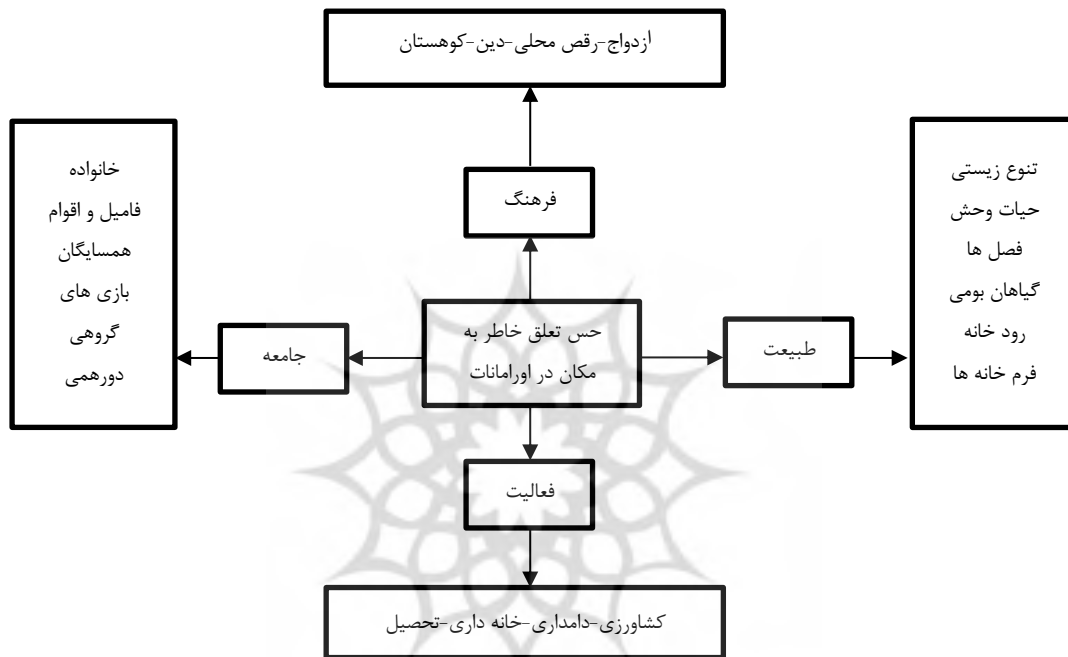 ازدواج-رقص محلی-دین-کوهستان
فرهنگ
تنوع زیستی
حیات وحش
فصل ها
گیاهان بومی
رود خانه
فرم خانه ها
طبیعت
حس تعلق خاطر به
مکان در اورامانات
جامعه
خانواده
فامیل و اقوام
همسایگان
بازی های
گروهی
دورهمی
فعالیت
کشاورزی-دامداری-خانه داری-تحصیل